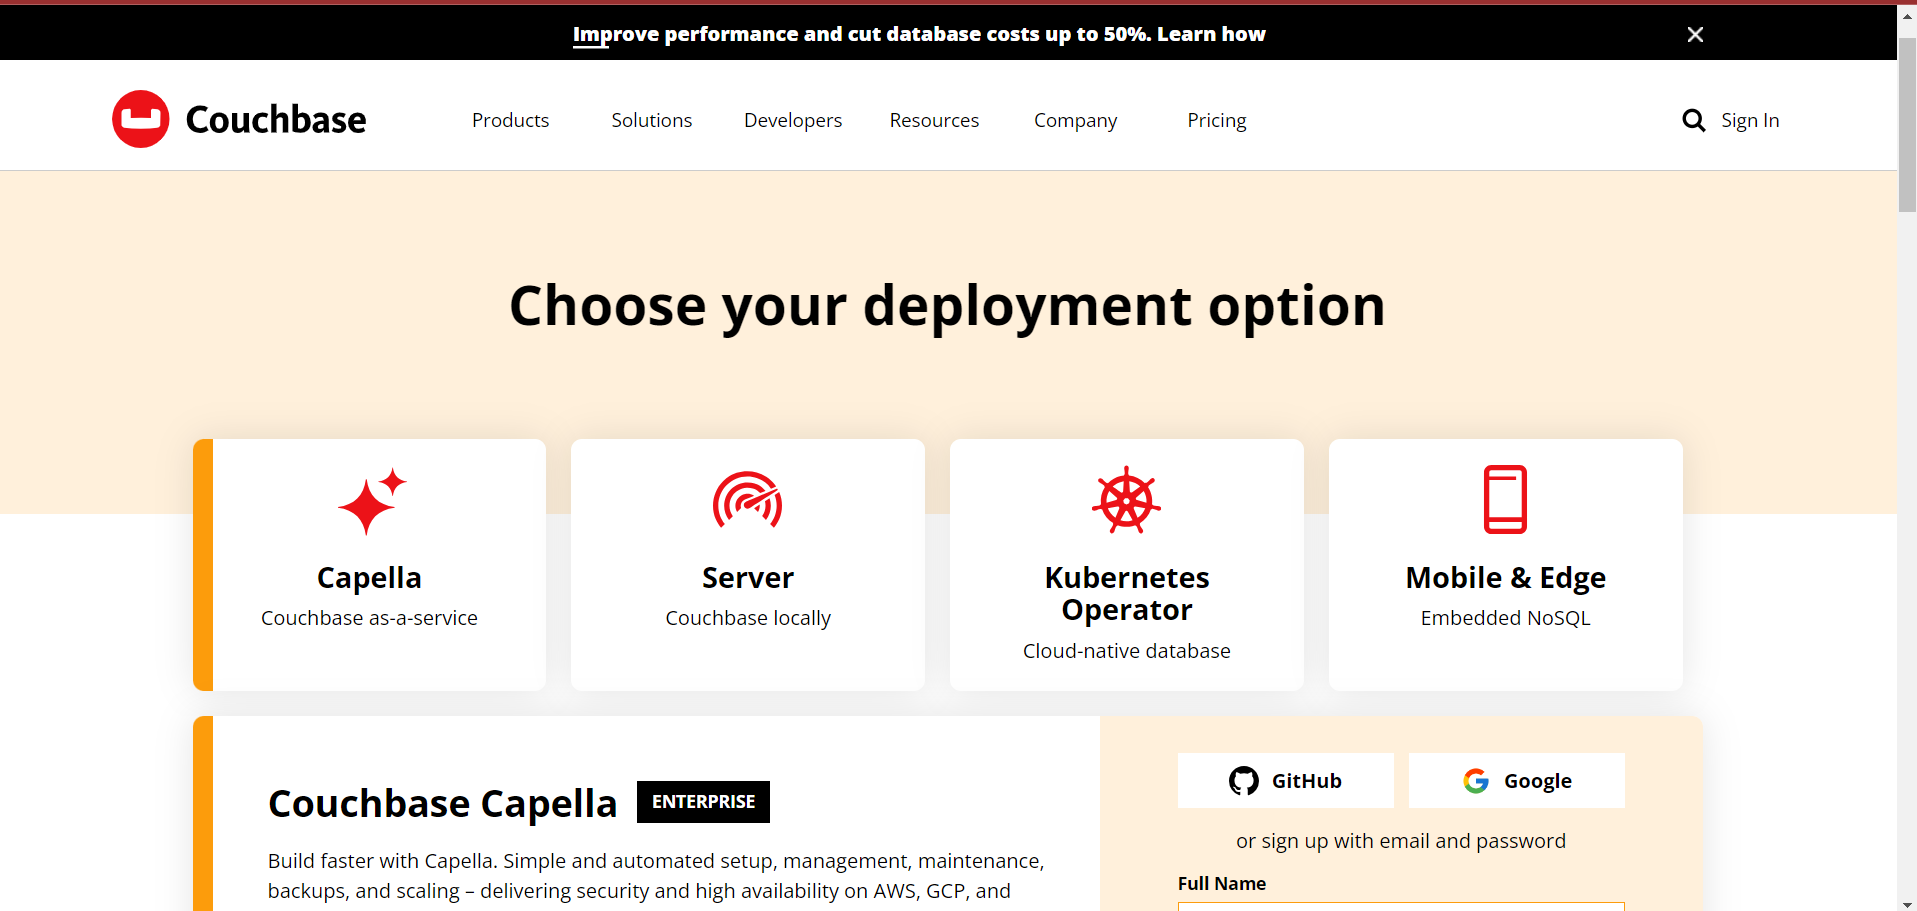 Improve performance and cut database costs up to 50%. Learn how
Couchbase
Products
Solutions
Developers
Resources
Company
Pricing
Sign In
Choose your deployment option
Capella
Couchbase as-a-service
Server
Couchbase locally
Kubernetes
Operator
Cloud-native database
Mobile & Edge
Embedded NoSQL
Couchbase Capella
ENTERPRISE
Build faster with Capella. Simple and automated setup, management, maintenance,
backups, and scaling – delivering security and high availability on AWS, GCP, and
GitHub
Google
or sign up with email and password
Full Name